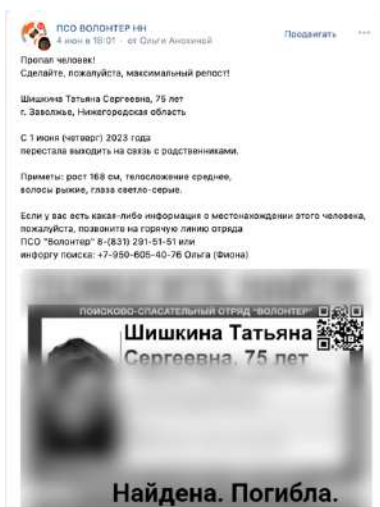 ПСО ВОЛОНТЕР НН
4 июн в 18:01 · от Ольги Анохиной
Продвигать
Пропал человек!
Сделайте, пожалуйста, максимальный репост!
Шишкина Татьяна Сергеевна, 75 лет
г. Заволжье, Нижегородская область
С 1 июня (четверг) 2023 года
перестала выходить на связь с родственниками.
Приметы: рост 168 см, телосложение среднее,
волосы рыжие, глаза светло-серые.
Если у вас есть какая-либо информация о местонахождении этого человека,
пожалуйста, позвоните на горячую линию отряда
ПСО "Волонтер" 8-(831) 291-51-51 или
инфоргу поиска: +7-950-605-40-76 Ольга (Фиона)
ПОИСКОВО-СПАСАТЕЛЬНЫЙ ОТРЯД "ВОЛОНТЕР"
Шишкина Татьяна
Сергеевна, 75 лет
Найдена. Погибла.